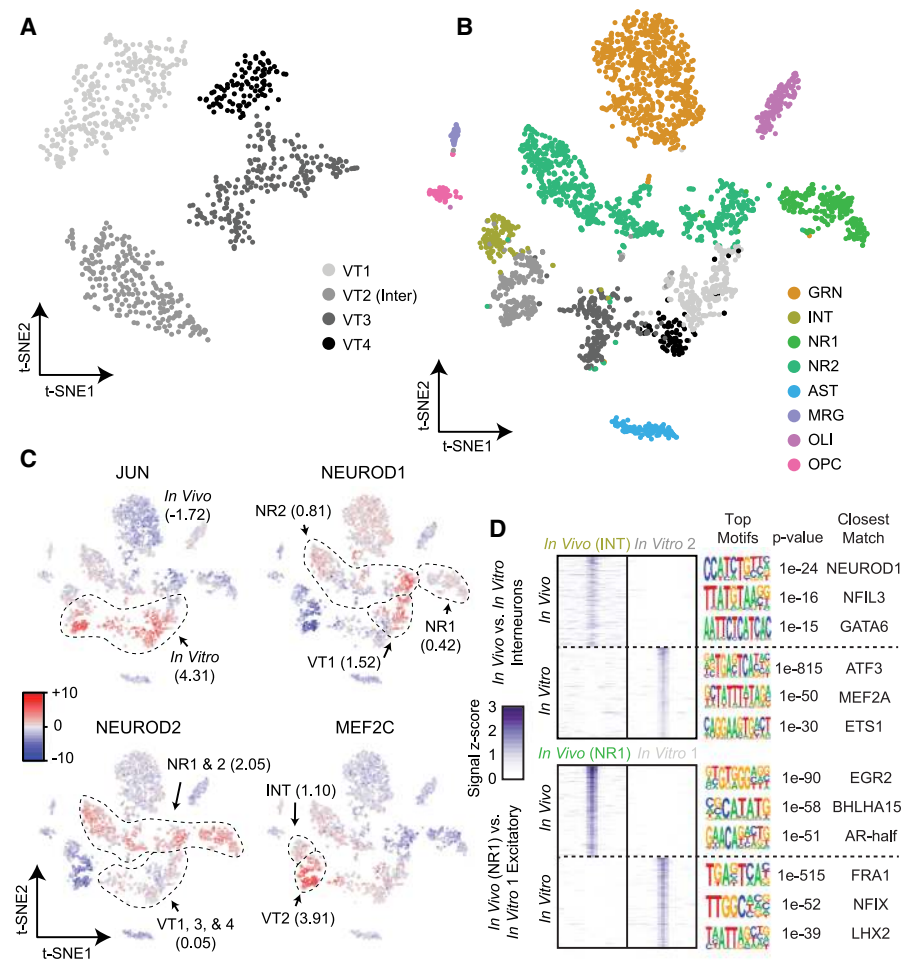 A
B
VT1
VT2 (Inter)
VT3
VT4
t-SNE2
t-SNE1
GRN
INT
NR1
NR2
AST
MRG
OLI
OPC
t-SNE2
t-SNE1
C
JUN
In Vivo
(-1.72)
In Vitro
(4.31)
NEUROD1
NR2 (0.81)
NR1
(0.42)
VT1 (1.52)
+10
0
-10
NEUROD2
NR1 & 2 (2.05)
VT1, 3, & 4
(0.05)
MEF2C
INT (1.10)
VT2 (3.91)
t-SNE2
t-SNE1
D
In Vivo (INT) In Vitro 2
Top
Motifs
p-value
Closest
Match
In Vivo vs. In Vitro
Interneurons
In Vivo
In Vitro
1e-24 NEUROD1
1e-16 NFIL3
1e-15 GATA6
1e-815 ATF3
1e-50 MEF2A
1e-30 ETS1
Signal z-score
3
2
1
0
In Vivo (NR1) In Vitro 1
In Vivo (NR1) vs.
In Vitro 1 Excitatory
In Vivo
In Vitro
1e-90 EGR2
1e-58 BHLHA15
1e-51 AR-half
1e-515 FRA1
1e-52 NFIX
1e-39 LHX2